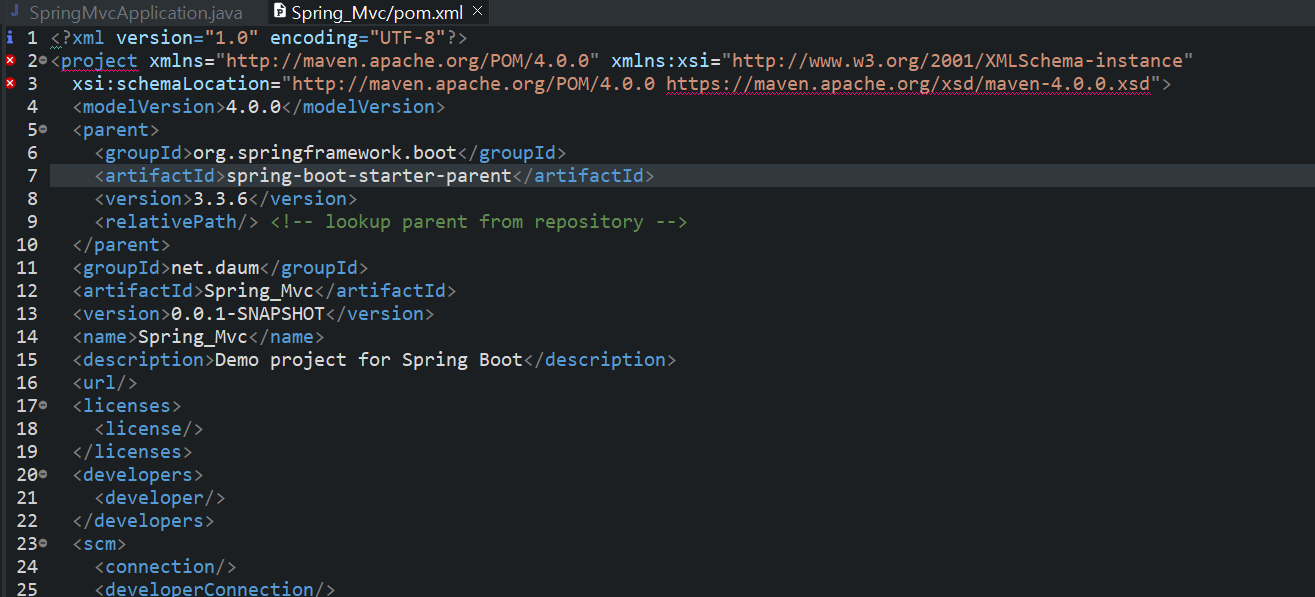 SpringMvcApplication.java Spring_Mvc/pom.xml
1 <?xml version="1.0" encoding="UTF-8"?>
2 <project xmlns="http://maven.apache.org/POM/4.0.0" xmlns:xsi="http://www.w3.org/2001/XMLSchema-instance"
3 xsi:schemaLocation="http://maven.apache.org/POM/4.0.0 https://maven.apache.org/xsd/maven-4.0.0.xsd">
4 <modelVersion>4.0.0</modelVersion>
5 <parent>
6 <groupId>org.springframework.boot</groupId>
7 <artifactId>spring-boot-starter-parent</artifactId>
8 <version>3.3.6</version>
9 <relativePath/> <!-- lookup parent from repository -->
10 </parent>
11 <groupId>net.daum</groupId>
12 <artifactId>Spring_Mvc</artifactId>
13 <version>0.0.1-SNAPSHOT</version>
14 <name>Spring_Mvc</name>
15 <description>Demo project for Spring Boot</description>
16 <url/>
17 <licenses>
18 <license/>
19 </licenses>
20 <developers>
21 <developer/>
22 </developers>
23 <scm>
24 <connection/>
25 <developerConnection/>